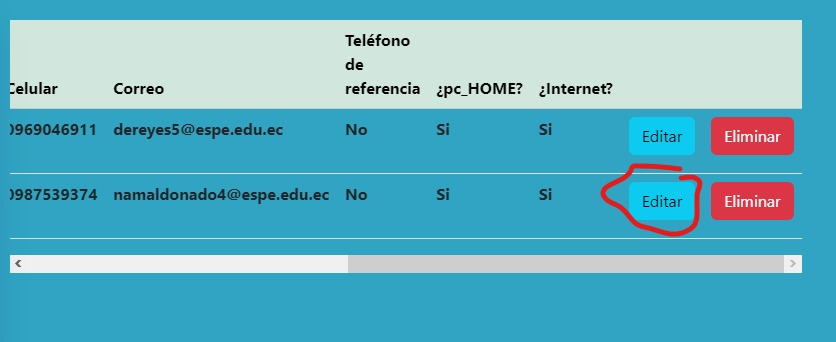 Teléfono
de
Celular Correo referencia ¿pc_HOME? ¿Internet?
0969046911 dereyes5@espe.edu.ec No Si Si Editar Eliminar
0987539374 namaldonado4@espe.edu.ec No Si Si Editar Eliminar